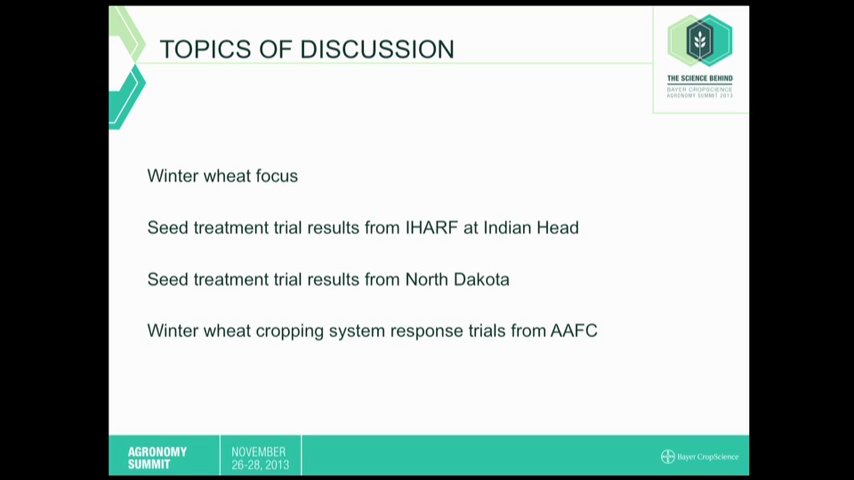 TOPICS OF DISCUSSION
THE SCIENCE BEHIND
BAYER CROPSCIENCE
AGRONOMY SUMMIT 2013
Winter wheat focus
Seed treatment trial results from IHARF at Indian Head
Seed treatment trial results from North Dakota
Winter wheat cropping system response trials from AAFC
AGRONOMY
SUMMIT
NOVEMBER
26-28, 2013
Bayer CropScience